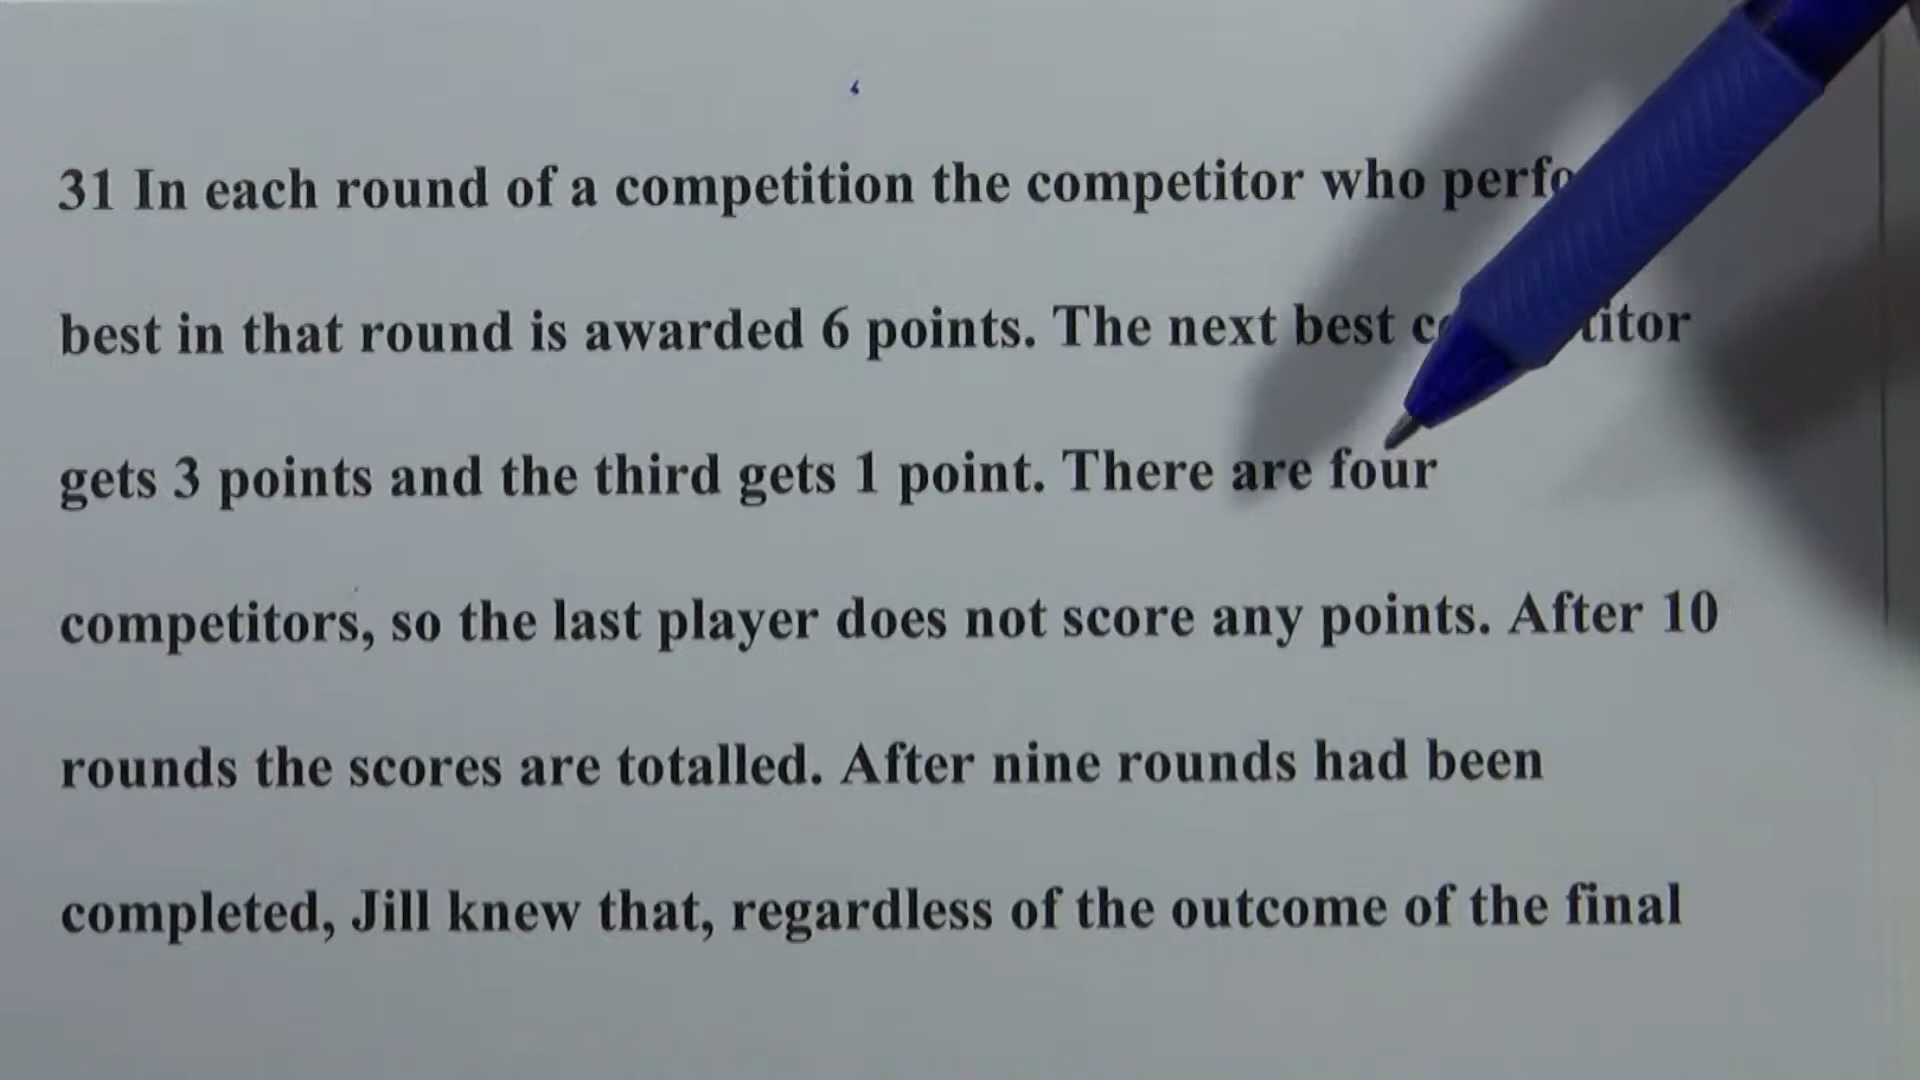 31 In each round of a competition the competitor who
best in that round is awarded 6 points. The next best
gets 3 points and the third gets 1 point. There are four
competitors, so the last player does not score any points. After 10
rounds the scores are totalled. After nine rounds had been
completed, Jill knew that, regardless of the outcome of the final